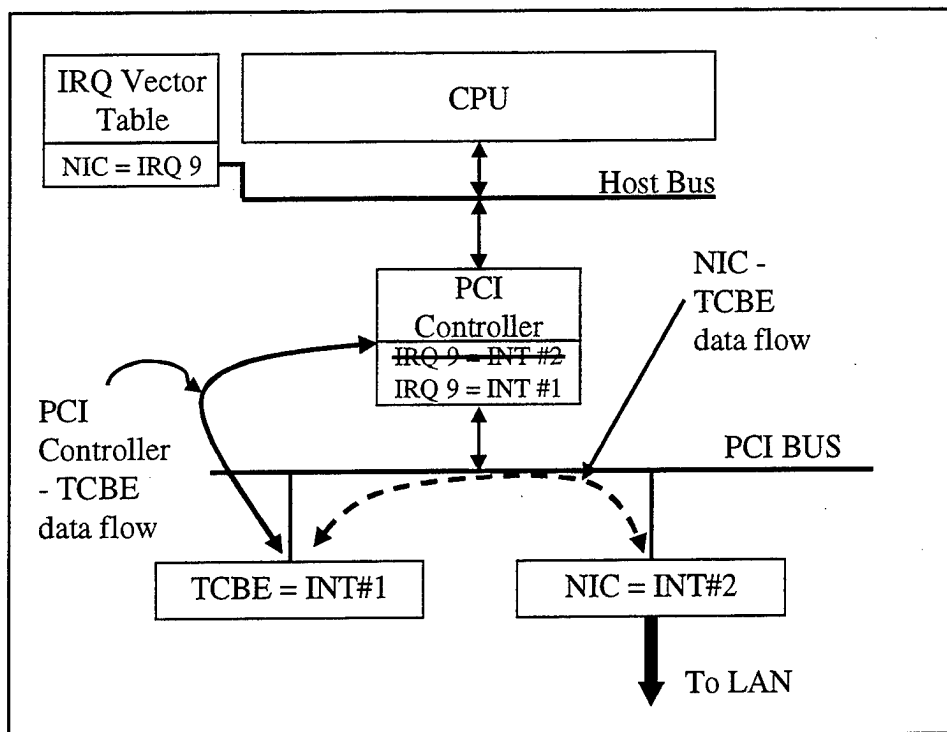 IRQ Vector
Table
NIC = IRQ 9
CPU
Host Bus
PCI
Controller
IRQ 9 = INT #2
IRQ 9 = INT #1
NIC -
TCBE
data flow
PCI
Controller
- TCBE
data flow
PCI BUS
TCBE = INT#1
NIC = INT#2
To LAN